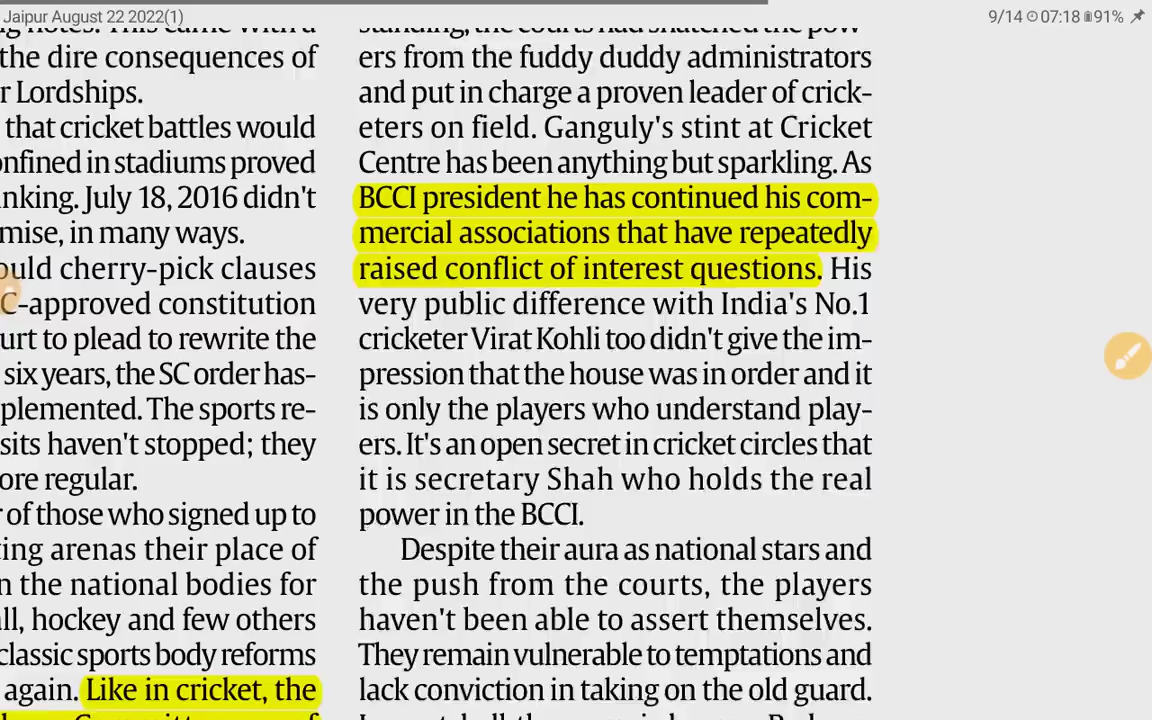 Jaipur August 22 2022(1)
9/14 07:18 91%
the dire consequences of
r Lordships.
that cricket battles would
onfined in stadiums proved
nking. July 18, 2016 didn't
mise, in many ways.
ould cherry-pick clauses
C-approved constitution
urt to plead to rewrite the
six years, the SC order has-
plemented. The sports re-
sits haven't stopped; they
ore regular.
r of those who signed up to
ting arenas their place of
n the national bodies for
ll, hockey and few others
classic sports body reforms
again. Like in cricket, the
standing, the courts had snatched the pow-
ers from the fuddy duddy administrators
and put in charge a proven leader of crick-
eters on field. Ganguly's stint at Cricket
Centre has been anything but sparkling. As
BCCI president he has continued his com-
mercial associations that have repeatedly
raised conflict of interest questions. His
very public difference with India's No.1
cricketer Virat Kohli too didn't give the im-
pression that the house was in order and it
is only the players who understand play-
ers. It's an open secret in cricket circles that
it is secretary Shah who holds the real
power in the BCCI.
Despite their aura as national stars and
the push from the courts, the players
haven't been able to assert themselves.
They remain vulnerable to temptations and
lack conviction in taking on the old guard.